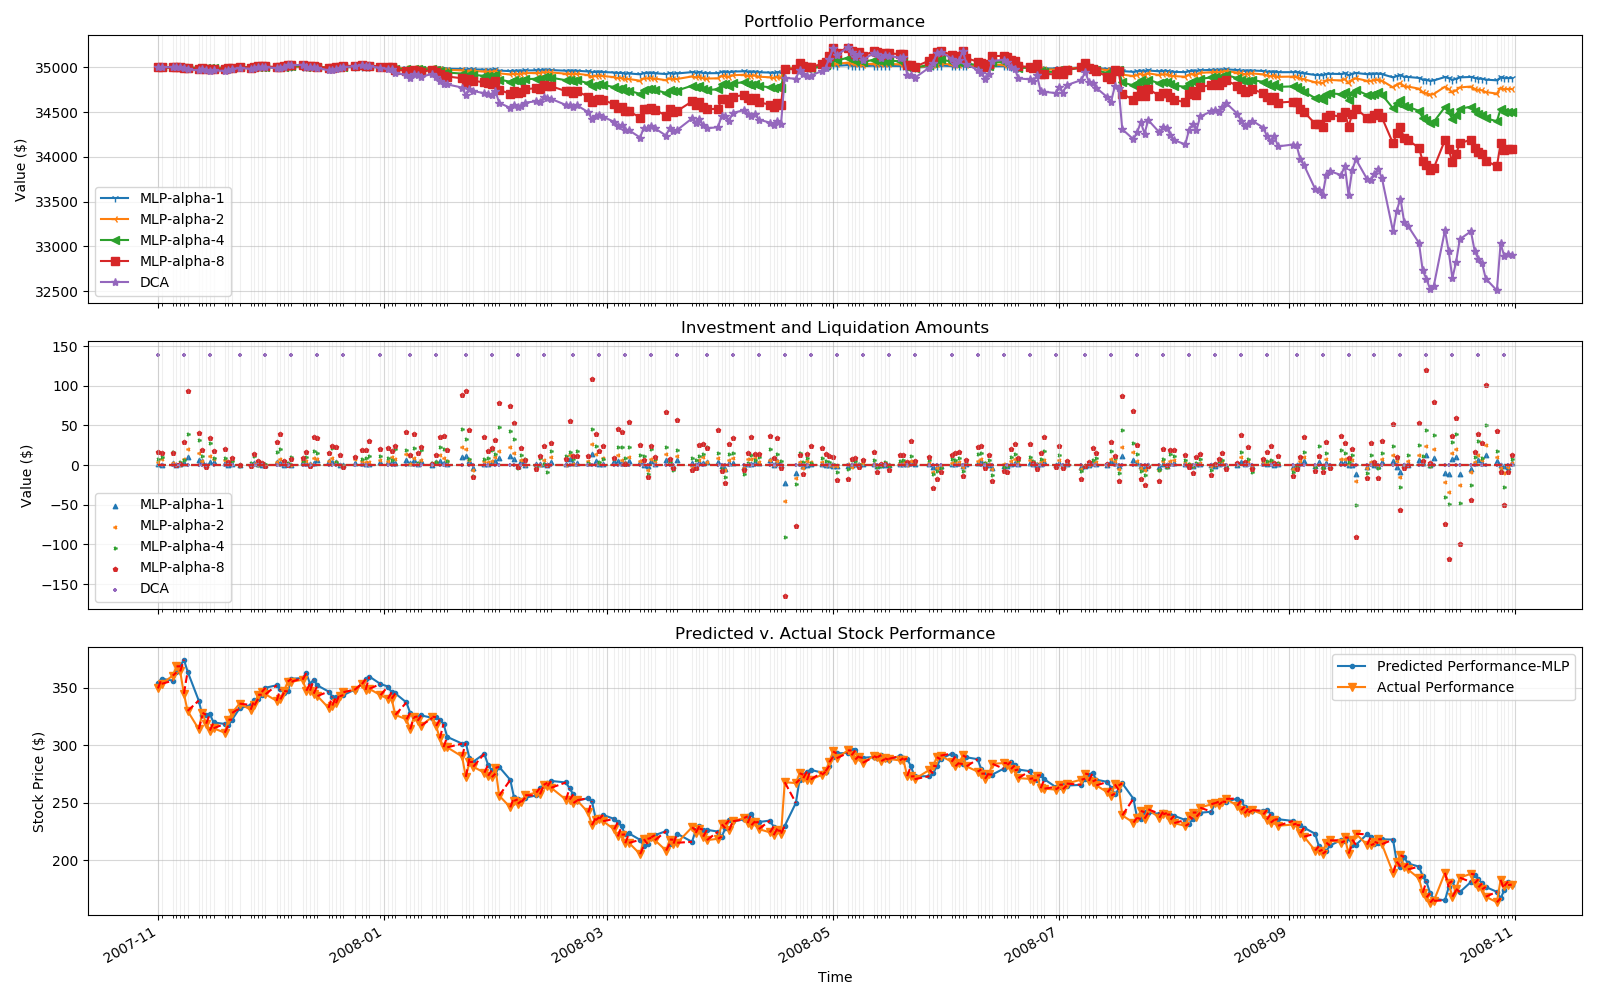 Portfolio Performance
35000
34500
34000
33500
33000
32500
Value ($)
MLP-alpha-1
MLP-alpha-2
MLP-alpha-4
MLP-alpha-8
DCA
Investment and Liquidation Amounts
150
100
50
0
−50
−100
−150
Value ($)
MLP-alpha-1
MLP-alpha-2
MLP-alpha-4
MLP-alpha-8
DCA
Predicted v. Actual Stock Performance
350
300
250
200
Stock Price ($)
Predicted Performance-MLP
Actual Performance
2007-11
2008-01
2008-03
2008-05
2008-07
2008-09
2008-11
Time